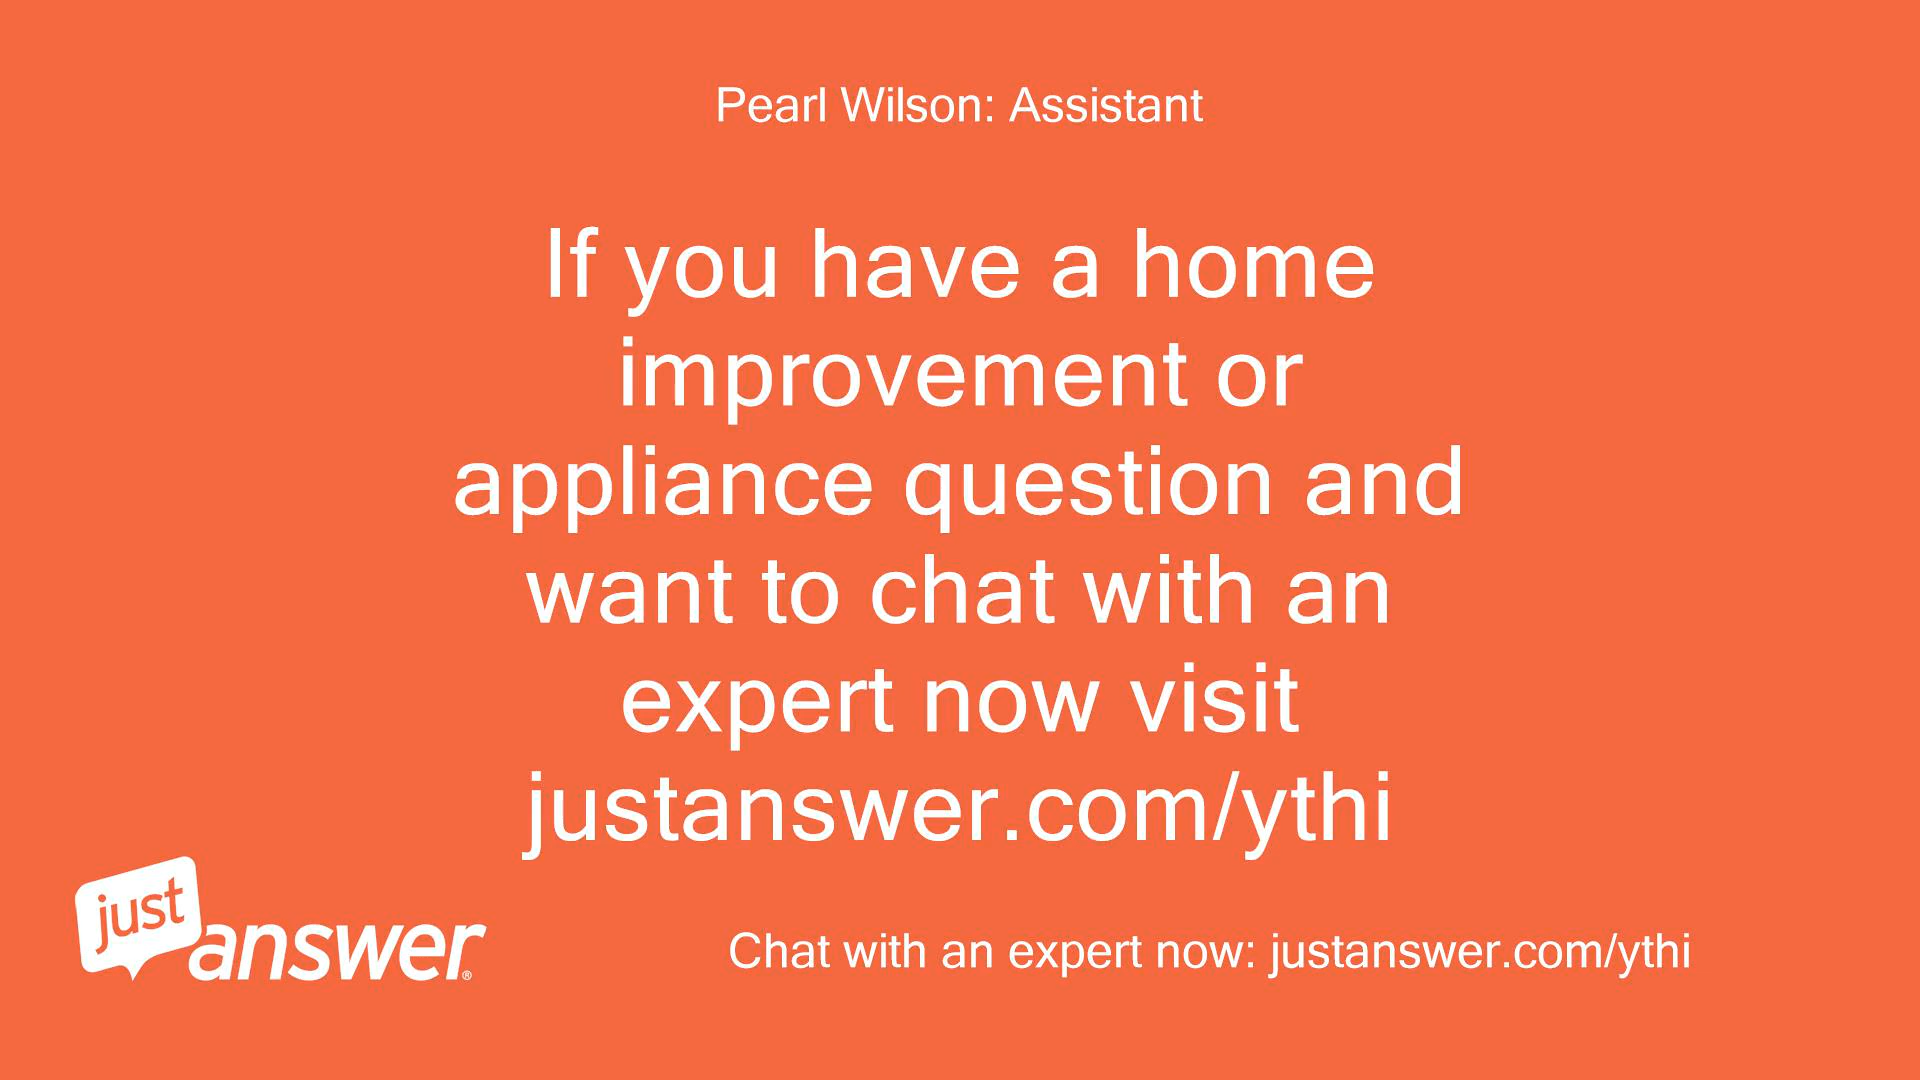 Pearl Wilson: Assistant
If you have a home
improvement or
appliance question and
want to chat with an
expert now visit
justanswer.com/ythi
just
answer®
Chat with an expert now: justanswer.com/ythi